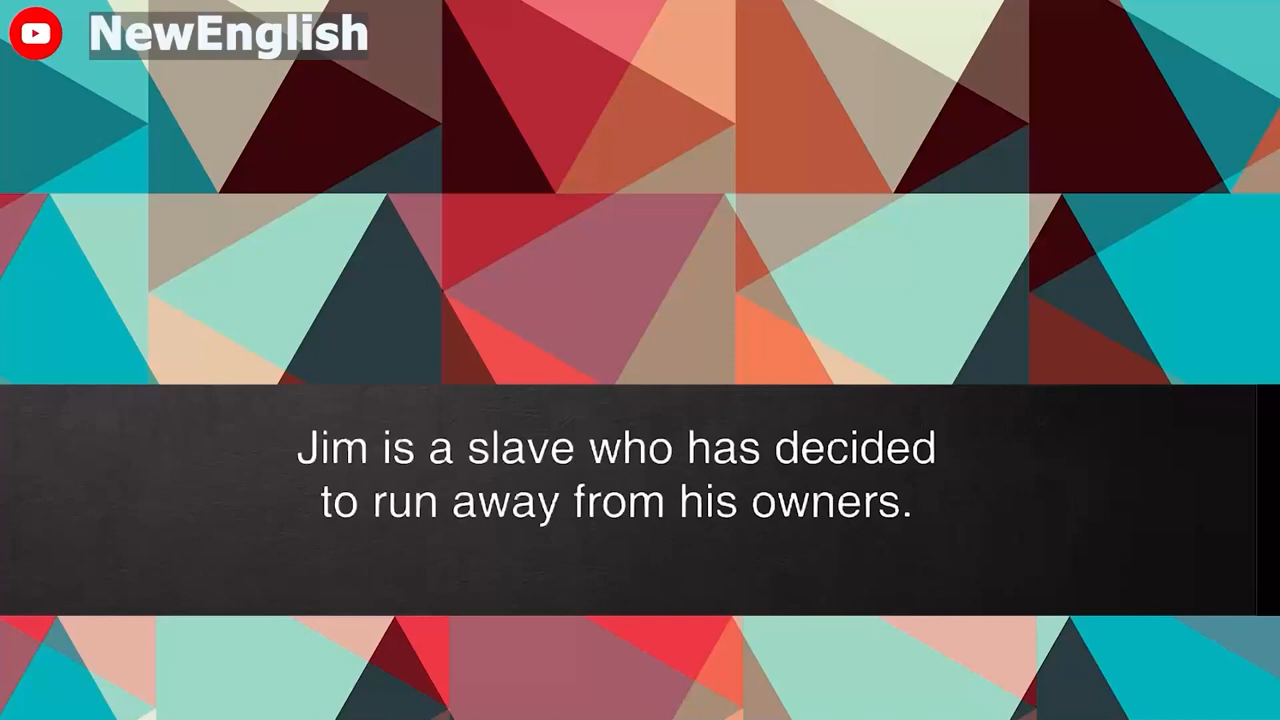 NewEnglish
Jim is a slave who has decided
to run away from his owners.